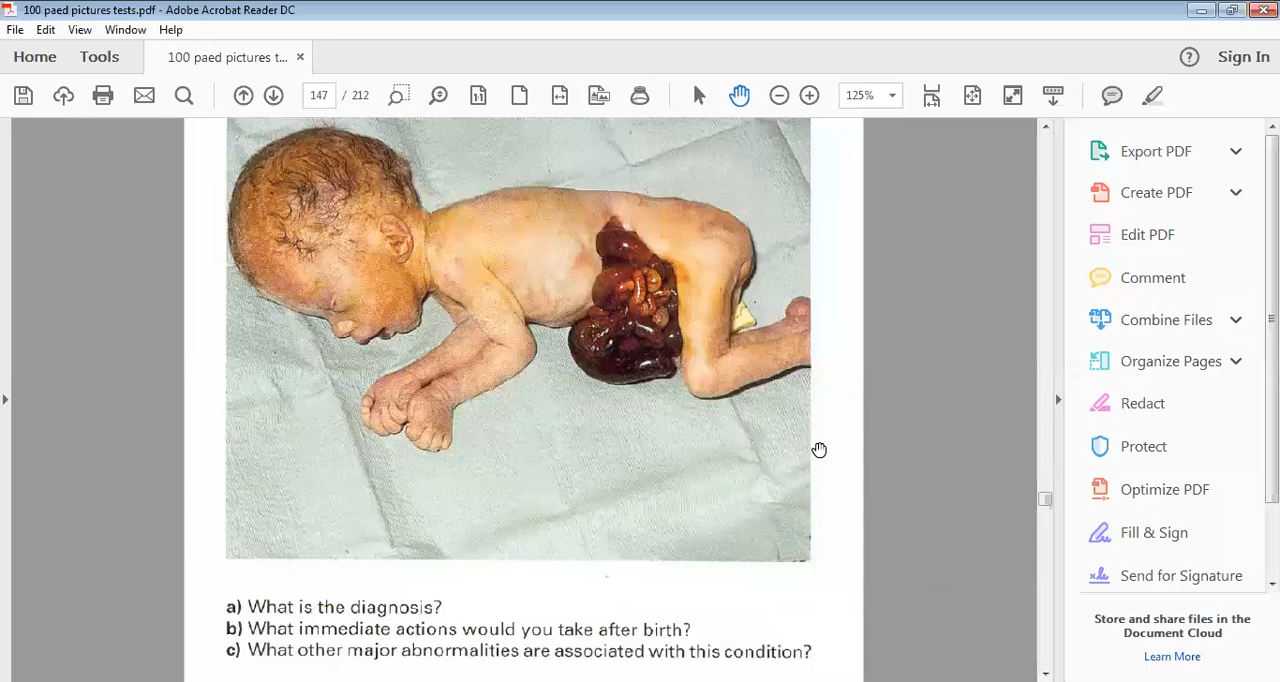 100 paed pictures tests.pdf - Adobe Acrobat Reader DC
File Edit View Window Help
Home Tools 100 paed pictures t... × ? Sign In
147 / 212 125%
Export PDF
Create PDF
Edit PDF
Comment
Combine Files
Organize Pages
Redact
Protect
Optimize PDF
Fill & Sign
Send for Signature
Store and share files in the
Document Cloud
Learn More
a) What is the diagnosis?
b) What immediate actions would you take after birth?
c) What other major abnormalities are associated with this condition?